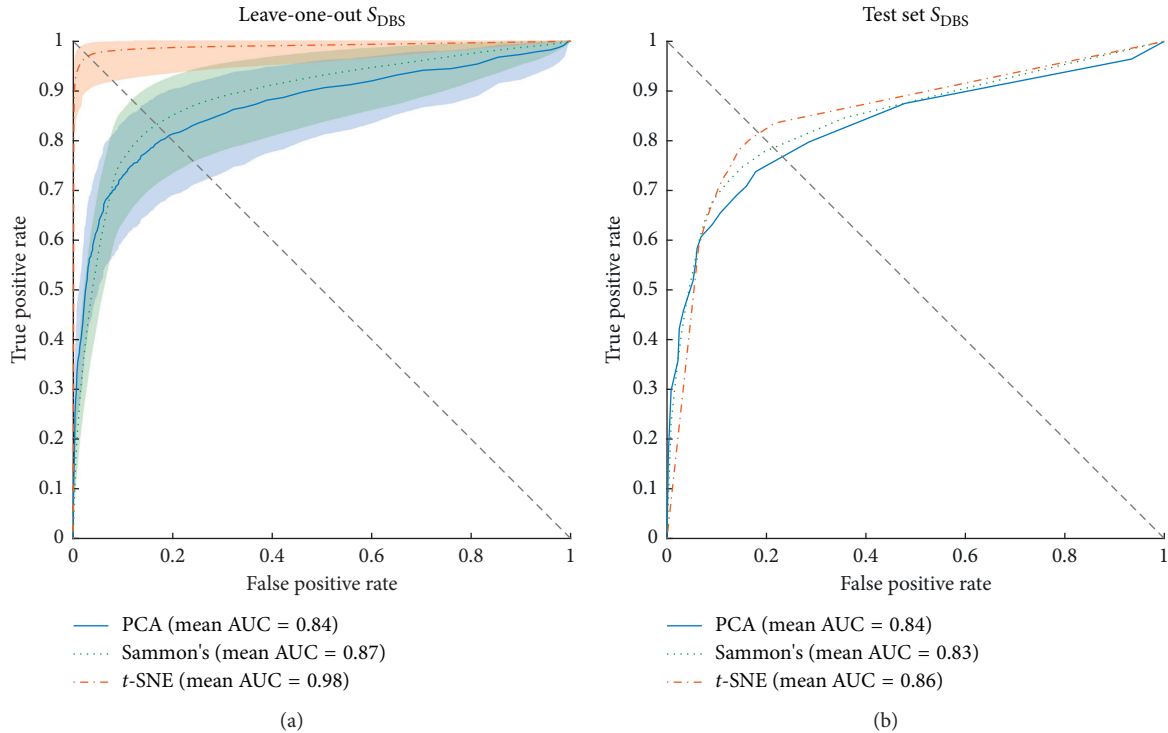 Leave-one-out S_DBS
1
0.9
0.8
0.7
0.6
0.5
0.4
0.3
0.2
0.1
0
True positive rate
0 0.2 0.4 0.6 0.8 1
False positive rate
PCA (mean AUC = 0.84)
Sammon's (mean AUC = 0.87)
t-SNE (mean AUC = 0.98)
(a)
Test set S_DBS
1
0.9
0.8
0.7
0.6
0.5
0.4
0.3
0.2
0.1
0
True positive rate
0 0.2 0.4 0.6 0.8 1
False positive rate
PCA (mean AUC = 0.84)
Sammon's (mean AUC = 0.83)
t-SNE (mean AUC = 0.86)
(b)